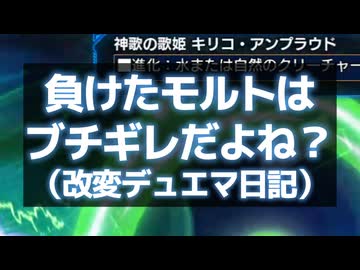 神歌の歌姫 キリコ・アンプラウド
■進化：水または自然のクリーチャー
負けたモルトは
ブチギレだよね？
（改変デュエマ日記）